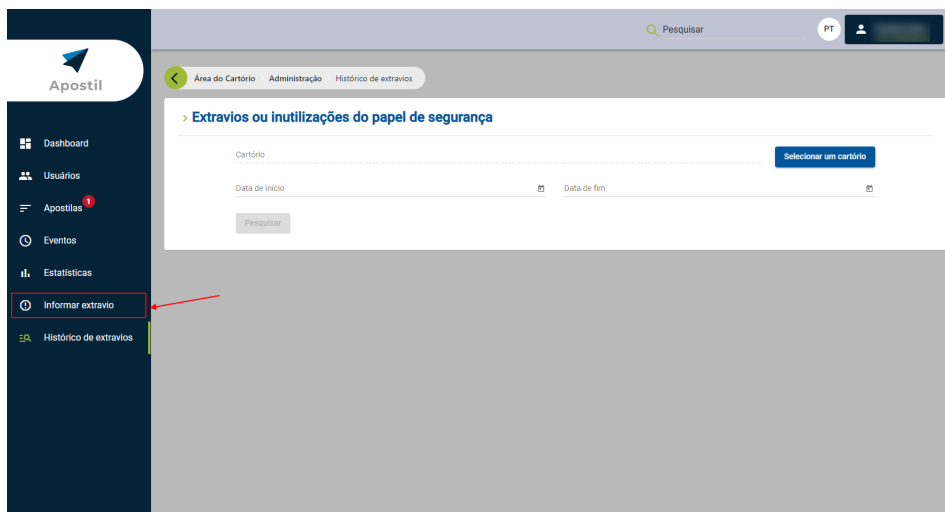 Pesquisar
PT
Apostil
Área do Cartório Administração Histórico de extravios
Extravios ou inutilizações do papel de segurança
Cartório
Selecionar um cartório
Data de início
Data de fim
Pesquisar
Dashboard
Usuários
Apostilas 1
Eventos
Estatísticas
Informar extravio
Histórico de extravios